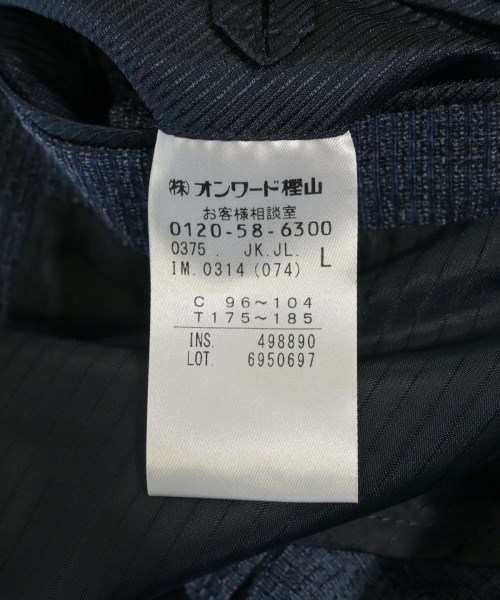 ㈱オンワード樫山
お客様相談室
0120-58-6300
0375. JK.JL.
IM.0314(074) L
C 96～104
T175～185
INS. 498890
LOT. 6950697